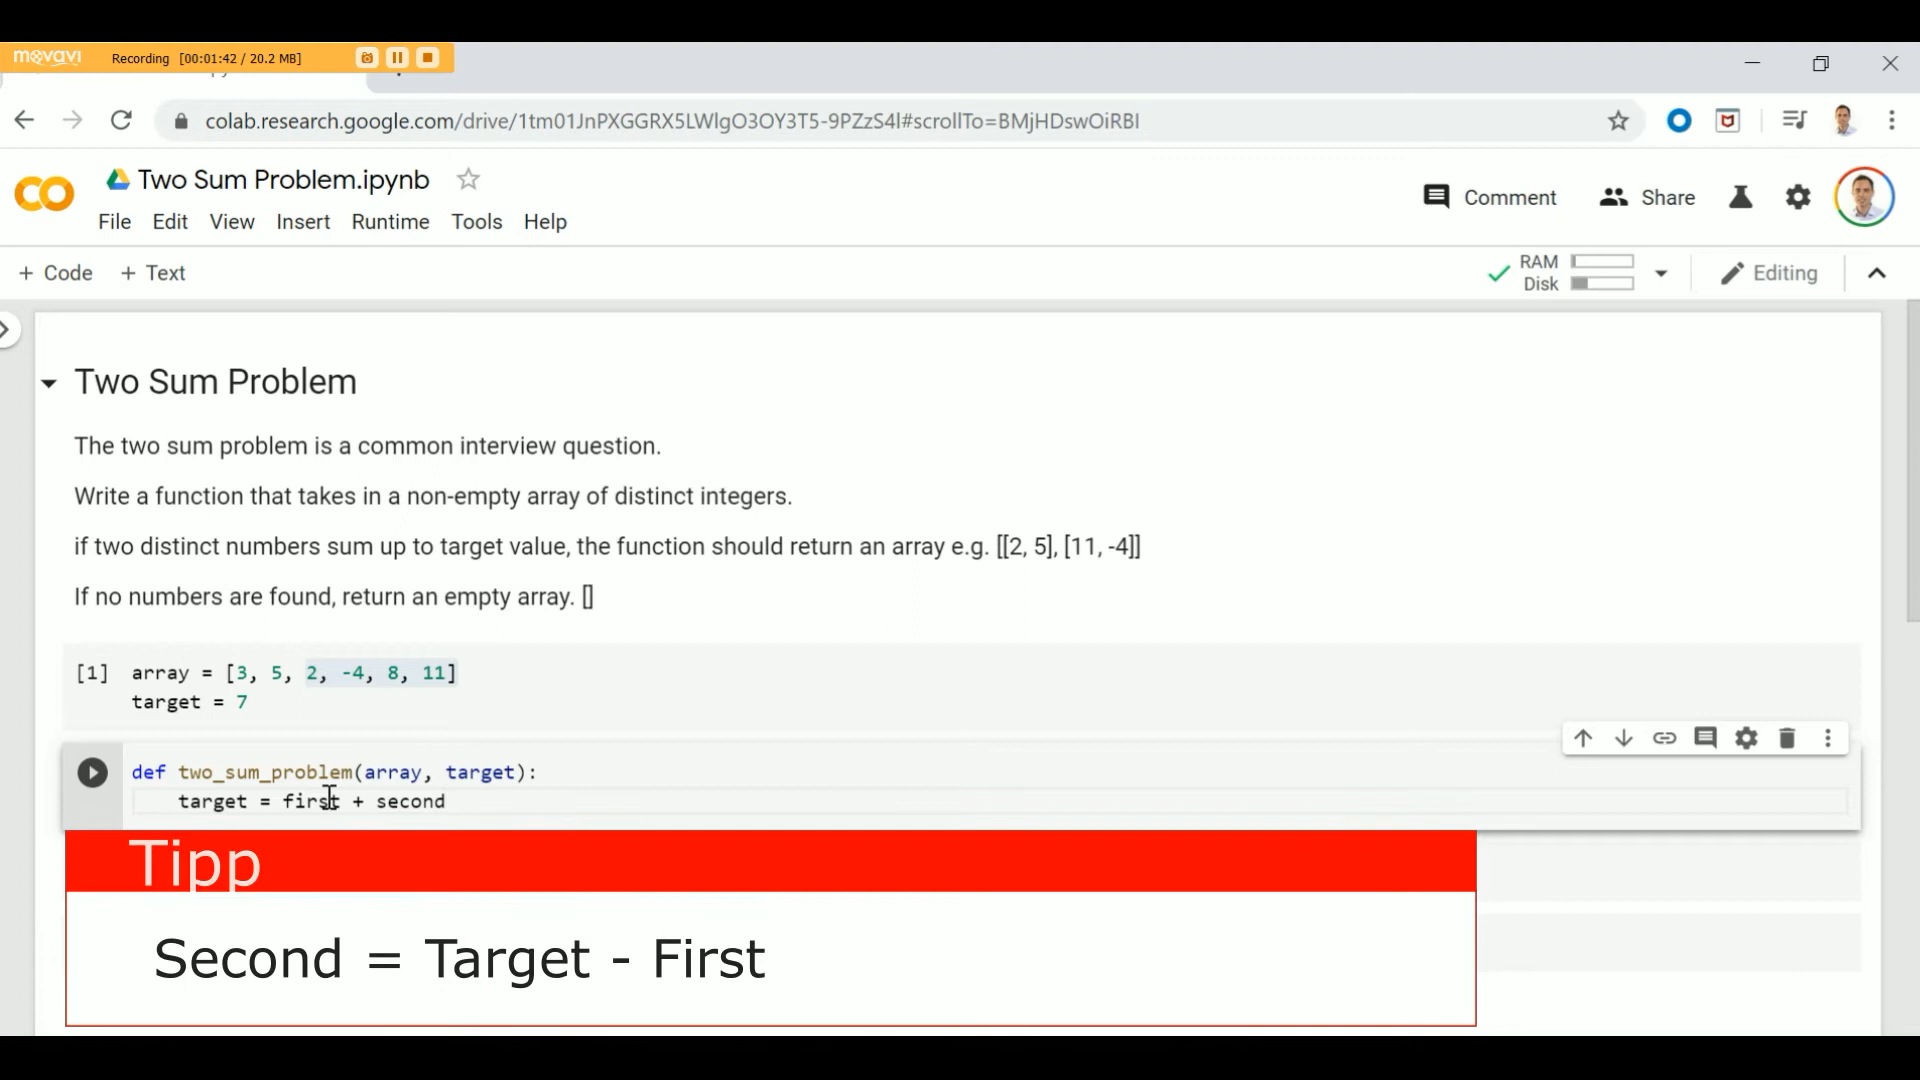 movavi
Recording [00:01:42 / 20.2 MB]
colab.research.google.com/drive/1tm01JnPXGGRX5LWlgO3OY3T5-9PZzS4l#scrollTo=BMjHDswOiRBI
CO
Two Sum Problem.ipynb
Comment
Share
File Edit View Insert Runtime Tools Help
+ Code + Text
RAM
Disk
Editing
Two Sum Problem
The two sum problem is a common interview question.
Write a function that takes in a non-empty array of distinct integers.
if two distinct numbers sum up to target value, the function should return an array e.g. [[2, 5], [11, -4]]
If no numbers are found, return an empty array. []
[1] array = [3, 5, 2, -4, 8, 11]
target = 7
def two_sum_problem(array, target):
target = first + second
Tipp
Second = Target - First